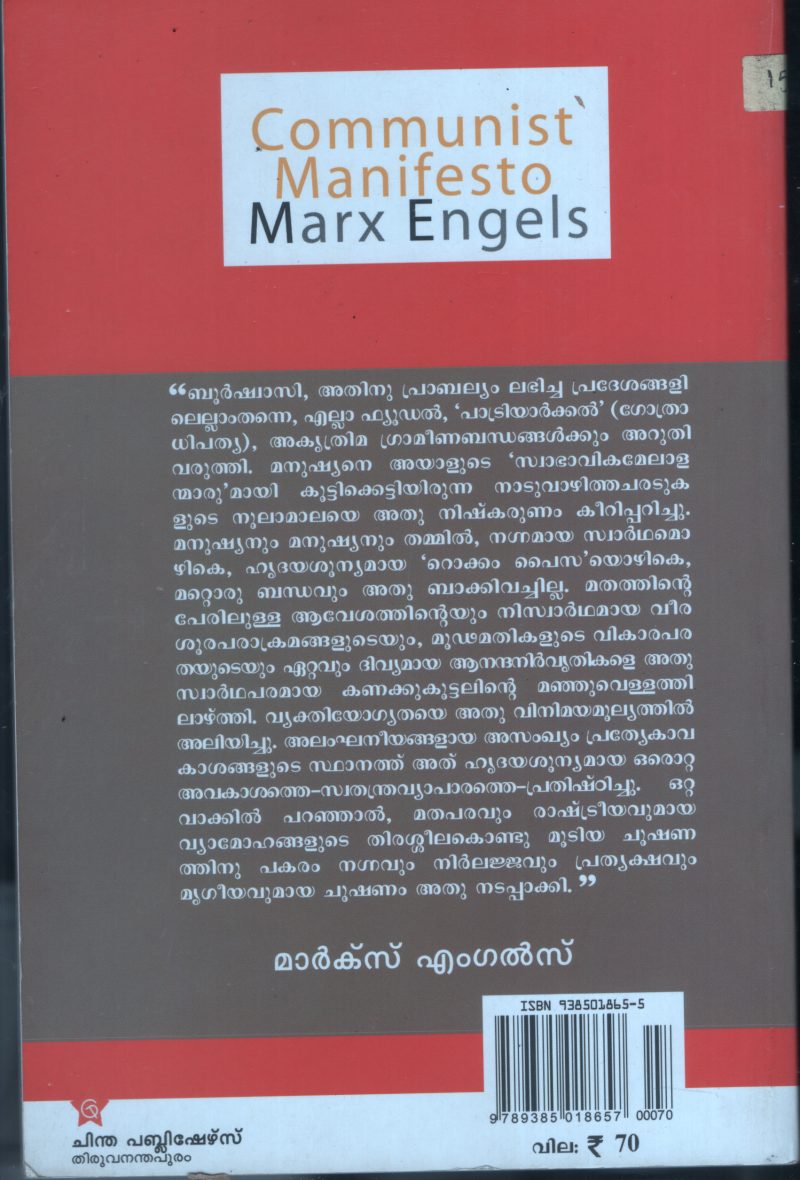 15
Communist
Manifesto
Marx Engels
“ബുർഷ്വാസി, അതിനു പ്രാബല്യം ലഭിച്ച പ്രദേശങ്ങളി
ലെല്ലാംതന്നെ, എല്ലാ ഫ്യൂഡൽ, ‘പാട്രിയാർക്കൽ’ (ഗോത്രാ
ധിപത്യ), അകൃത്രിമ ഗ്രാമീണബന്ധങ്ങൾക്കും അറുതി
വരുത്തി. മനുഷ്യനെ അയാളുടെ ‘സ്വാഭാവികമേലാള
ന്മാരു’മായി കൂട്ടിക്കെട്ടിയിരുന്ന നാടുവാഴിത്തചരടുക
ളുടെ നൂലാമാലയെ അതു നിഷ്കരുണം കീറിപ്പറിച്ചു.
മനുഷ്യനും മനുഷ്യനും തമ്മിൽ, നഗ്നമായ സ്വാർഥമൊ
ഴികെ, ഹൃദയശൂന്യമായ ‘റൊക്കം പൈസ’യൊഴികെ,
മറ്റൊരു ബന്ധവും അതു ബാക്കിവച്ചില്ല. മതത്തിന്റെ
പേരിലുള്ള ആവേശത്തിന്റെയും നിസ്വാർഥമായ വീര
ശൂരപരാക്രമങ്ങളുടെയും, മൂഢമതികളുടെ വികാരപര
തയുടെയും ഏറ്റവും ദിവ്യമായ ആനന്ദനിർവൃതികളെ അതു
സ്വാർഥപരമായ കണക്കുകൂട്ടലിന്റെ മഞ്ഞുവെള്ളത്തി
ലാഴ്ത്തി. വ്യക്തിയോഗ്യതയെ അതു വിനിമയമൂല്യത്തിൽ
അലിയിച്ചു. അലംഘനീയങ്ങളായ അസംഖ്യം പ്രത്യേകാവ
കാശങ്ങളുടെ സ്ഥാനത്ത് അത് ഹൃദയശൂന്യമായ ഒരൊറ്റ
അവകാശത്തെ–സ്വതന്ത്രവ്യാപാരത്തെ–പ്രതിഷ്ഠിച്ചു. ഒറ്റ
വാക്കിൽ പറഞ്ഞാൽ, മതപരവും രാഷ്ട്രീയവുമായ
വ്യാമോഹങ്ങളുടെ തിരശ്ശീലകൊണ്ടു മൂടിയ ചൂഷണ
ത്തിനു പകരം നഗ്നവും നിർലജ്ജവും പ്രത്യക്ഷവും
മൃഗീയവുമായ ചൂഷണം അതു നടപ്പാക്കി.”
മാർക്സ് എംഗൽസ്
ISBN 938501865-5
9789385018657 00070
ചിന്ത പബ്ലിഷേഴ്സ്
തിരുവനന്തപുരം
വില: ₹ 70